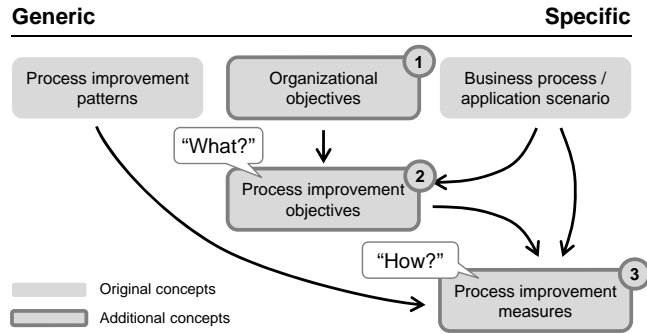 Generic
Specific
Process improvement
patterns
Organizational
objectives
1
Business process /
application scenario
“What?”
Process improvement
objectives
2
“How?”
Process improvement
measures
3
Original concepts
Additional concepts